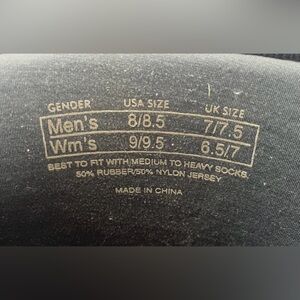 GENDER USA SIZE UK SIZE
Men's 8/8.5 7/7.5
Wm's 9/9.5 6.5/7
BEST TO FIT WITH MEDIUM TO HEAVY SOCKS.
50% RUBBER/50% NYLON JERSEY
MADE IN CHINA